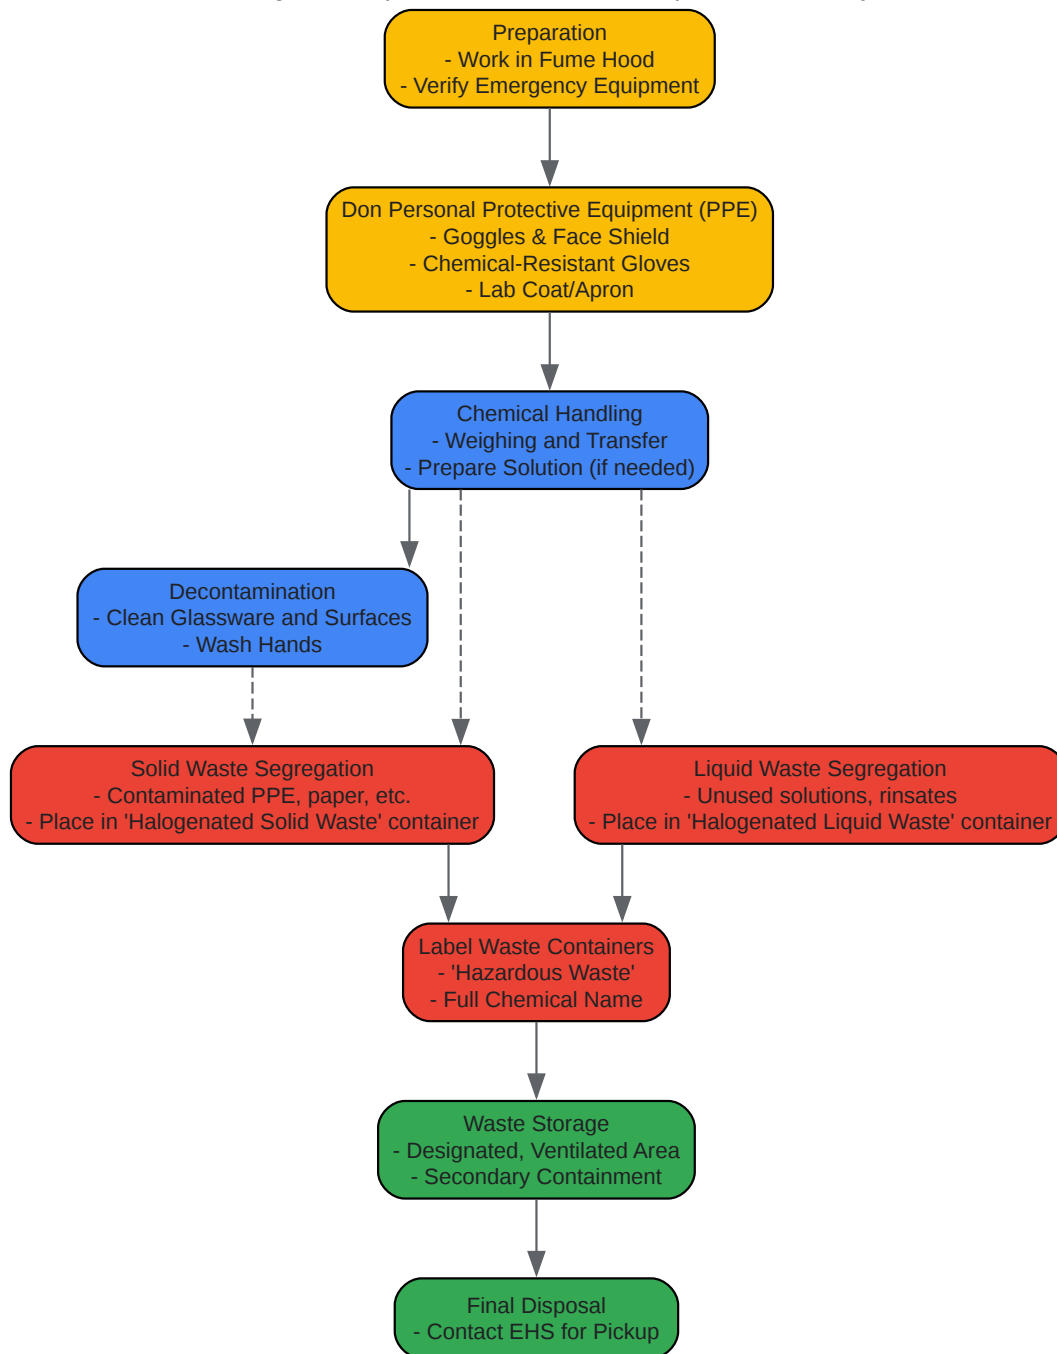 Preparation
- Work in Fume Hood
- Verify Emergency Equipment
Don Personal Protective Equipment (PPE)
- Goggles & Face Shield
- Chemical-Resistant Gloves
- Lab Coat/Apron
Chemical Handling
- Weighing and Transfer
- Prepare Solution (if needed)
Decontamination
- Clean Glassware and Surfaces
- Wash Hands
Solid Waste Segregation
- Contaminated PPE, paper, etc.
- Place in 'Halogenated Solid Waste' container
Liquid Waste Segregation
- Unused solutions, rinsates
- Place in 'Halogenated Liquid Waste' container
Label Waste Containers
- 'Hazardous Waste'
- Full Chemical Name
Waste Storage
- Designated, Ventilated Area
- Secondary Containment
Final Disposal
- Contact EHS for Pickup